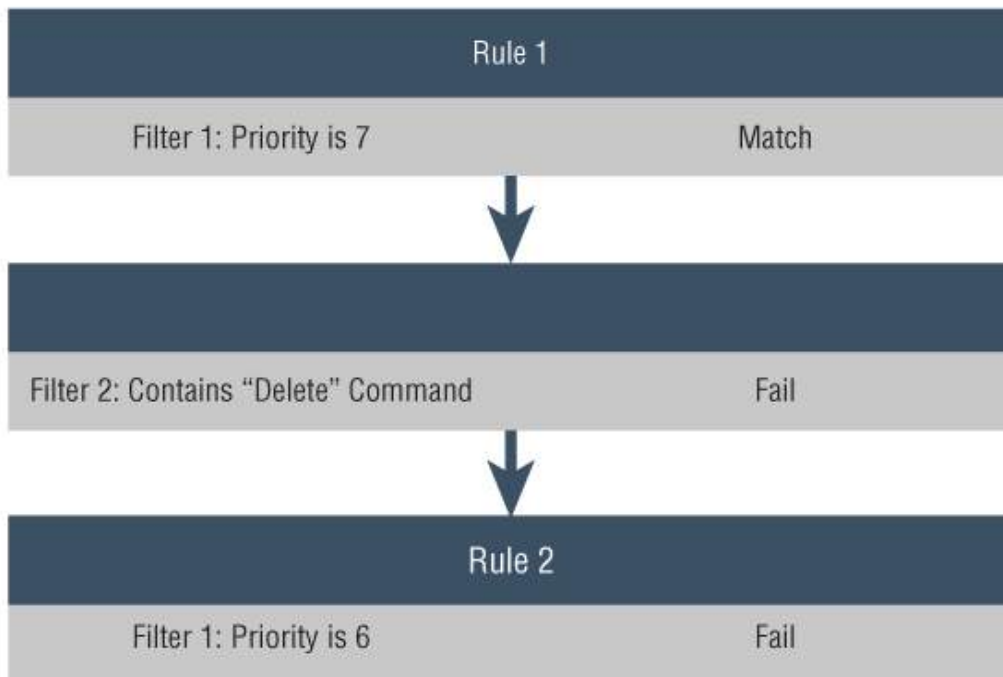 Rule 1
Filter 1: Priority is 7 Match
Filter 2: Contains “Delete” Command Fail
Rule 2
Filter 1: Priority is 6 Fail